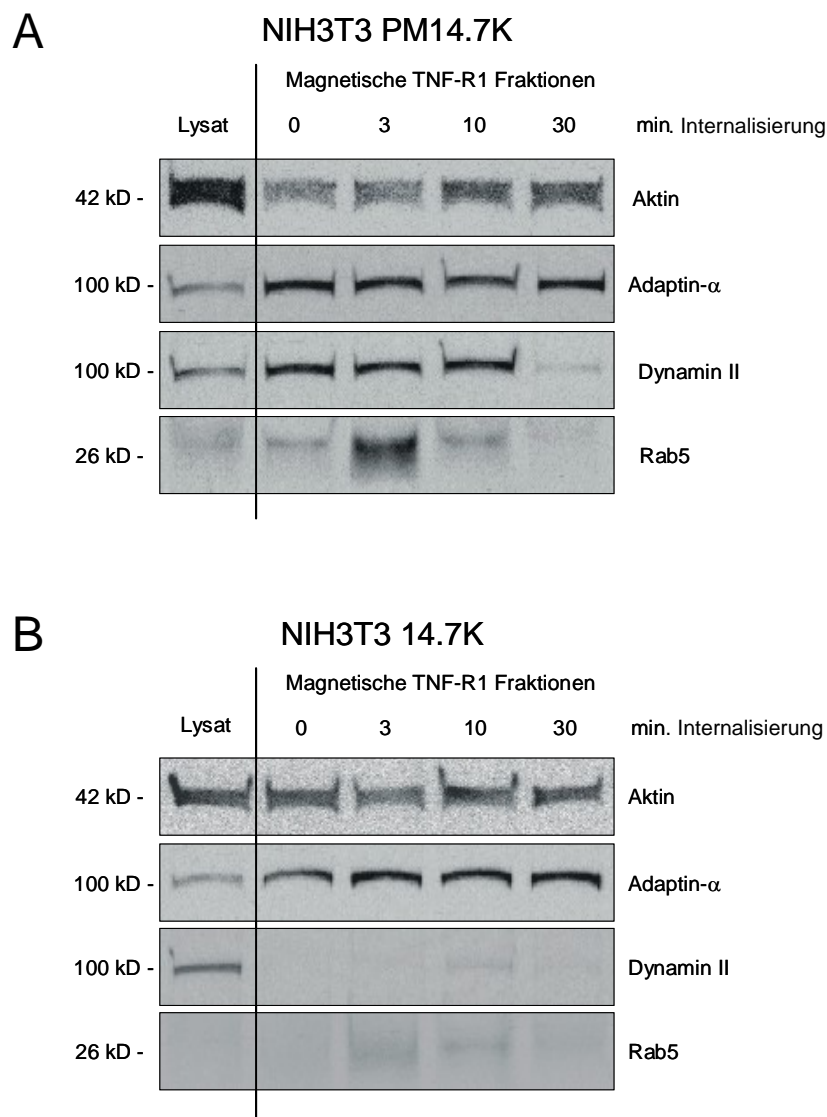 A
NIH3T3 PM14.7K
Magnetische TNF-R1 Fraktionen
Lysat 0 3 10 30 min. Internalisierung
42 kD - Aktin
100 kD - Adaptin-α
100 kD - Dynamin II
26 kD - Rab5
B
NIH3T3 14.7K
Magnetische TNF-R1 Fraktionen
Lysat 0 3 10 30 min. Internalisierung
42 kD - Aktin
100 kD - Adaptin-α
100 kD - Dynamin II
26 kD - Rab5